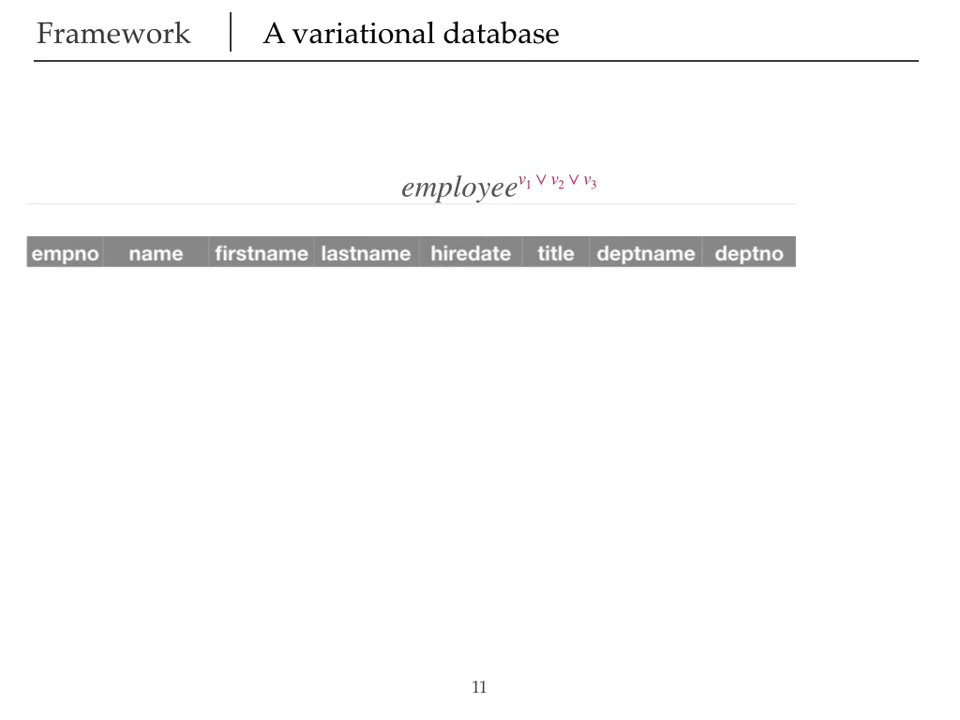 Framework | A variational database
employee^{v₁ ∨ v₂ ∨ v₃}
empno name firstname lastname hiredate title deptname deptno
11